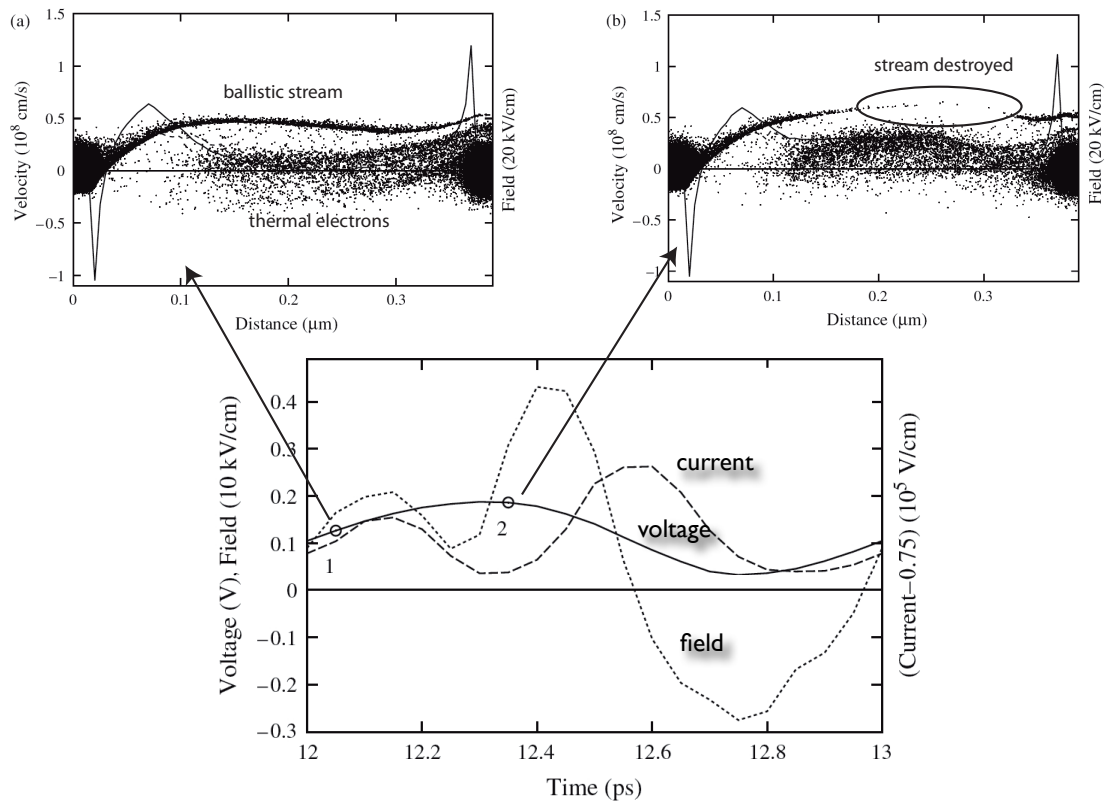 (a)
1.5
1
0.5
0
−0.5
−1
Velocity (10⁸ cm/s)
ballistic stream
thermal electrons
Field (20 kV/cm)
0
0.1
0.2
0.3
Distance (µm)
(b)
1.5
1
0.5
0
−0.5
−1
Velocity (10⁸ cm/s)
stream destroyed
Field (20 kV/cm)
0
0.1
0.2
0.3
Distance (µm)
Voltage (V), Field (10 kV/cm)
0.4
0.3
0.2
0.1
0
−0.1
−0.2
−0.3
1
2
current
voltage
field
(Current−0.75) (10⁵ V/cm)
12
12.2
12.4
12.6
12.8
13
Time (ps)